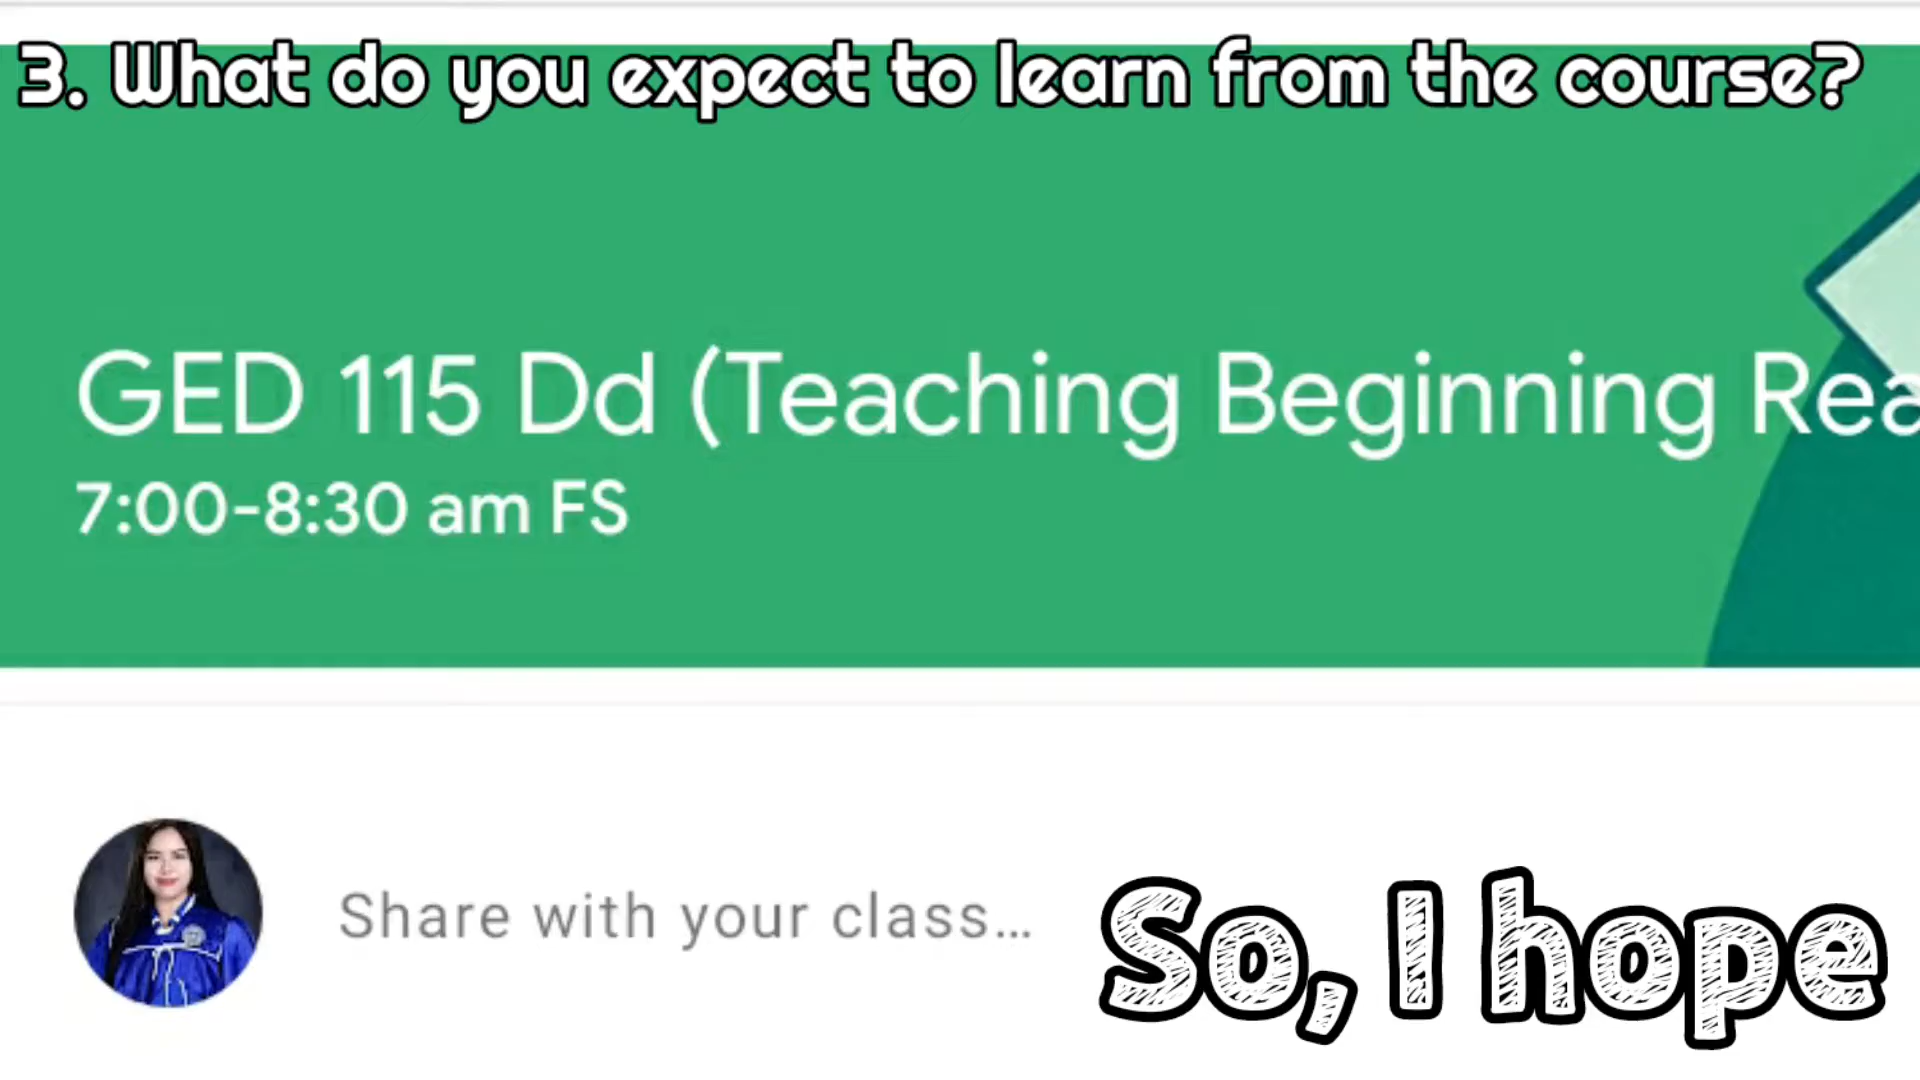 3. What do you expect to learn from the course?
GED 115 Dd (Teaching Beginning Rea
7:00-8:30 am FS
Share with your class...
So, I hope